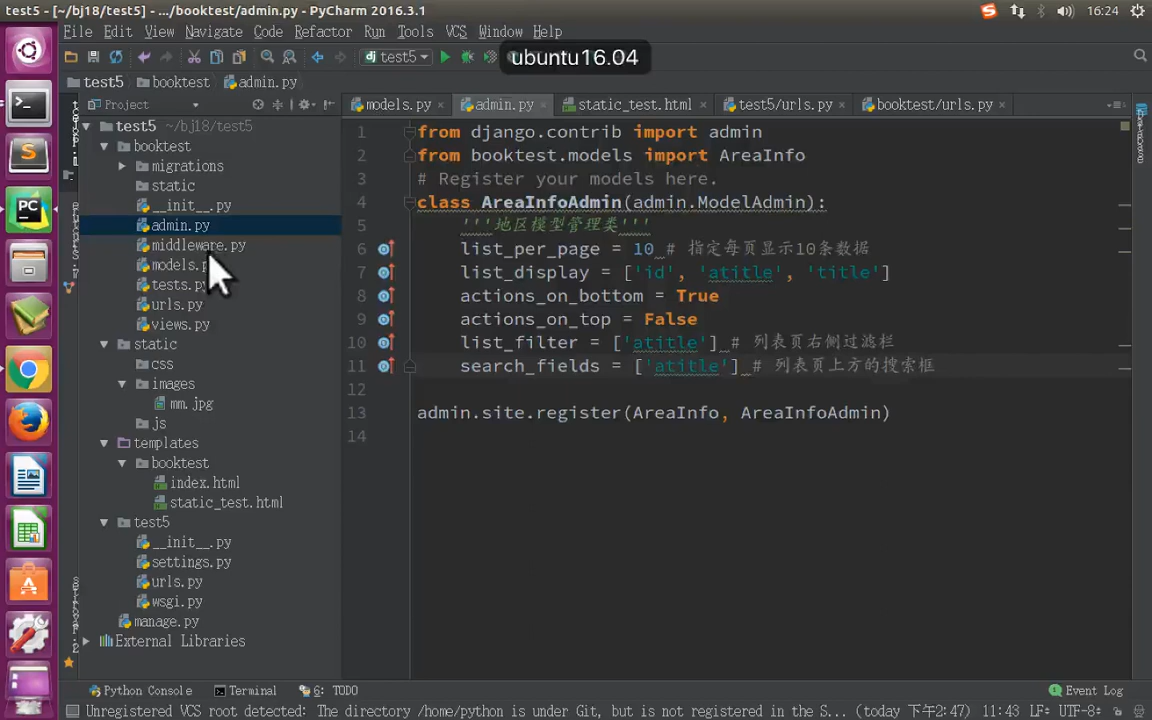 test5 - [~/bj18/test5] - .../booktest/admin.py - PyCharm 2016.3.1
16:24
File Edit View Navigate Code Refactor Run Tools VCS Window Help
dj test5
ubuntu16.04
test5 booktest admin.py
Project
models.py admin.py static_test.html test5/urls.py booktest/urls.py
test5 ~/bj18/test5
booktest
migrations
static
__init__.py
admin.py
middleware.py
models.p
tests.py
urls.py
views.py
static
css
images
mm.jpg
js
templates
booktest
index.html
static_test.html
test5
__init__.py
settings.py
urls.py
wsgi.py
manage.py
External Libraries
1 from django.contrib import admin
2 from booktest.models import AreaInfo
3 # Register your models here.
4 class AreaInfoAdmin(admin.ModelAdmin):
5 '''地区模型管理类'''
6 list_per_page = 10 # 指定每页显示10条数据
7 list_display = ['id', 'atitle', 'title']
8 actions_on_bottom = True
9 actions_on_top = False
10 list_filter = ['atitle'] # 列表页右侧过滤栏
11 search_fields = ['atitle'] # 列表页上方的搜索框
12
13 admin.site.register(AreaInfo, AreaInfoAdmin)
14
Python Console Terminal 6: TODO Event Log
Unregistered VCS root detected: The directory /home/python is under Git, but is not registered in the S... (today 下午2:47) 11:43 LF÷ UTF-8÷